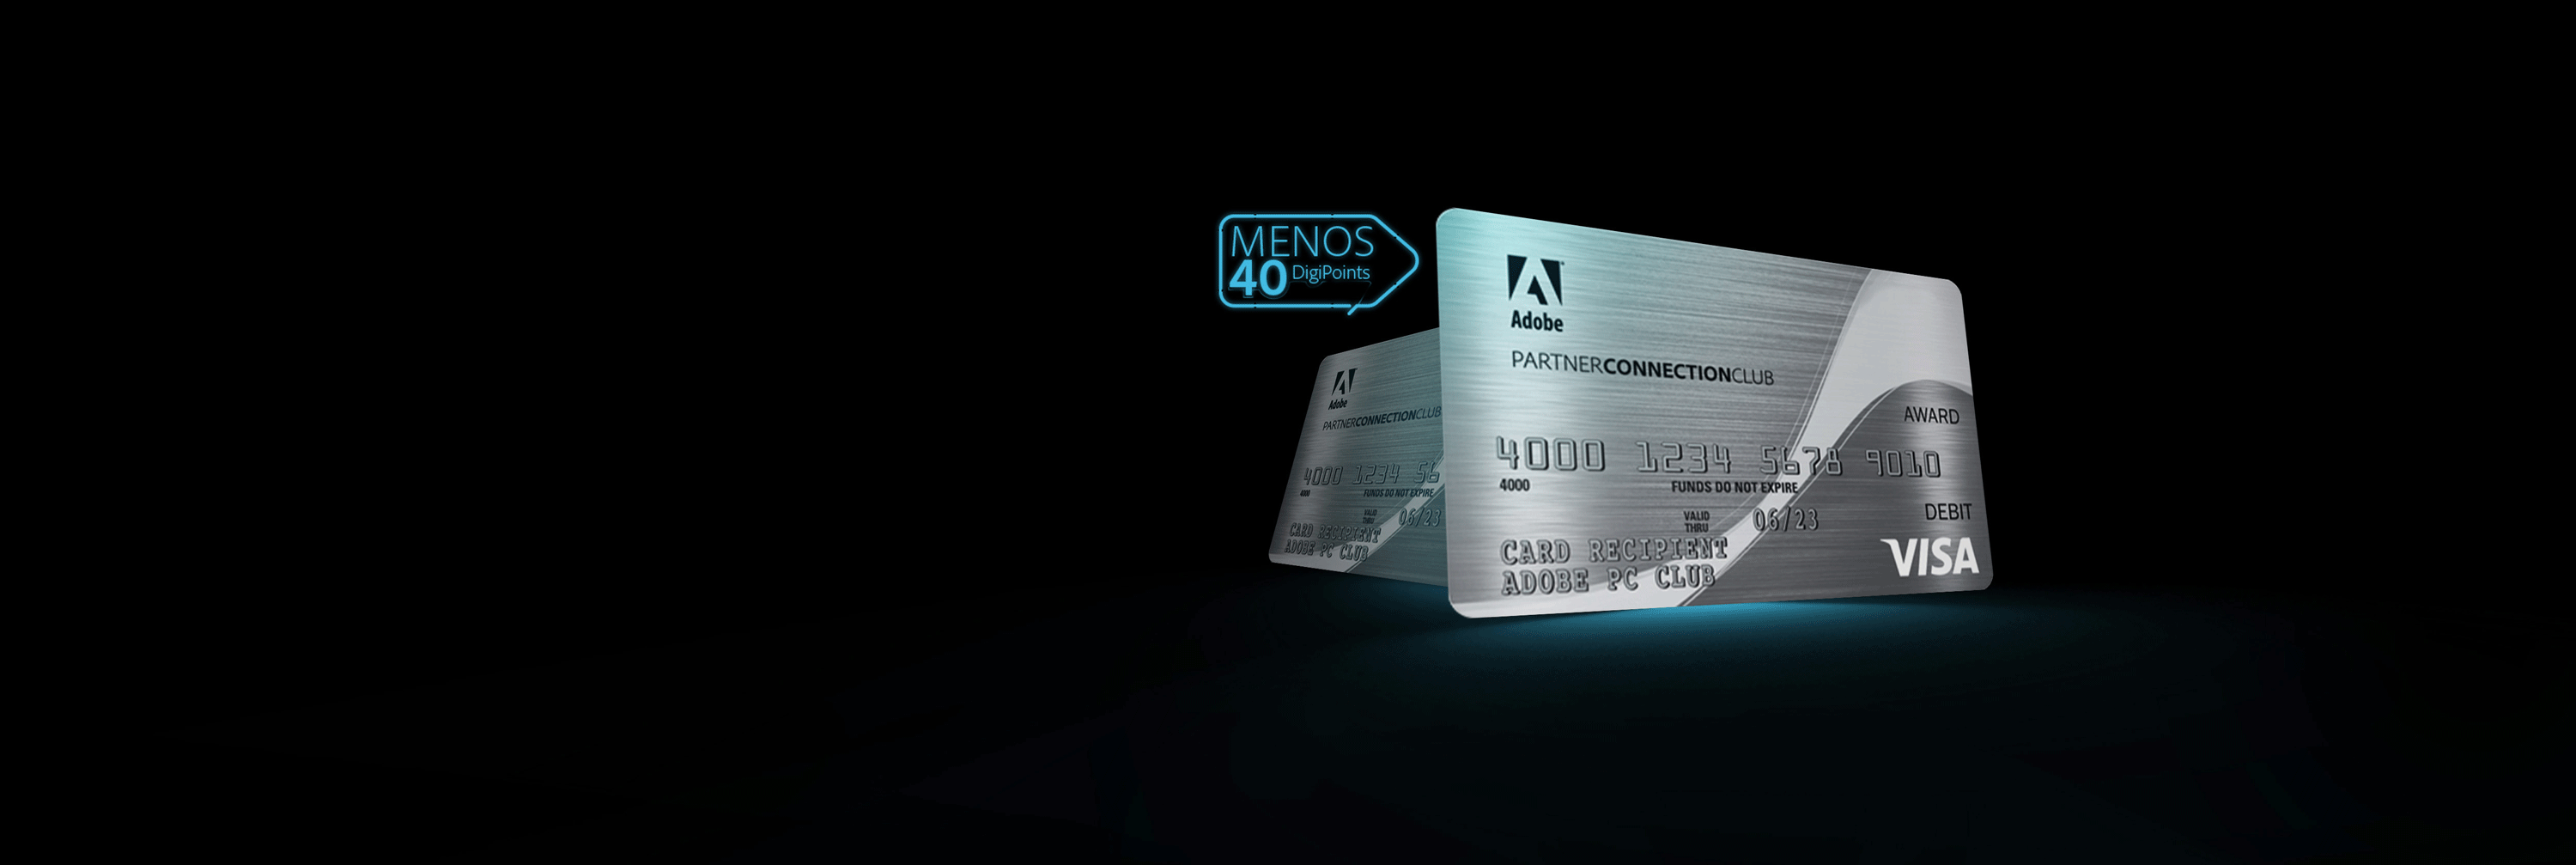 MENOS
40 DigiPoints
Adobe
PARTNERCONNECTIONCLUB
AWARD
4000 1234 5678 9010
4000
FUNDS DO NOT EXPIRE
DEBIT
VALID
THRU
06/23
CARD RECIPIENT
ADOBE PC CLUB
VISA
Adobe
PARTNERCONNECTIONCLUB
4000 1234 56
4000
FUNDS DO NOT EXPIRE
VALID
THRU
06/23
CARD RECIPIENT
ADOBE PC CLUB